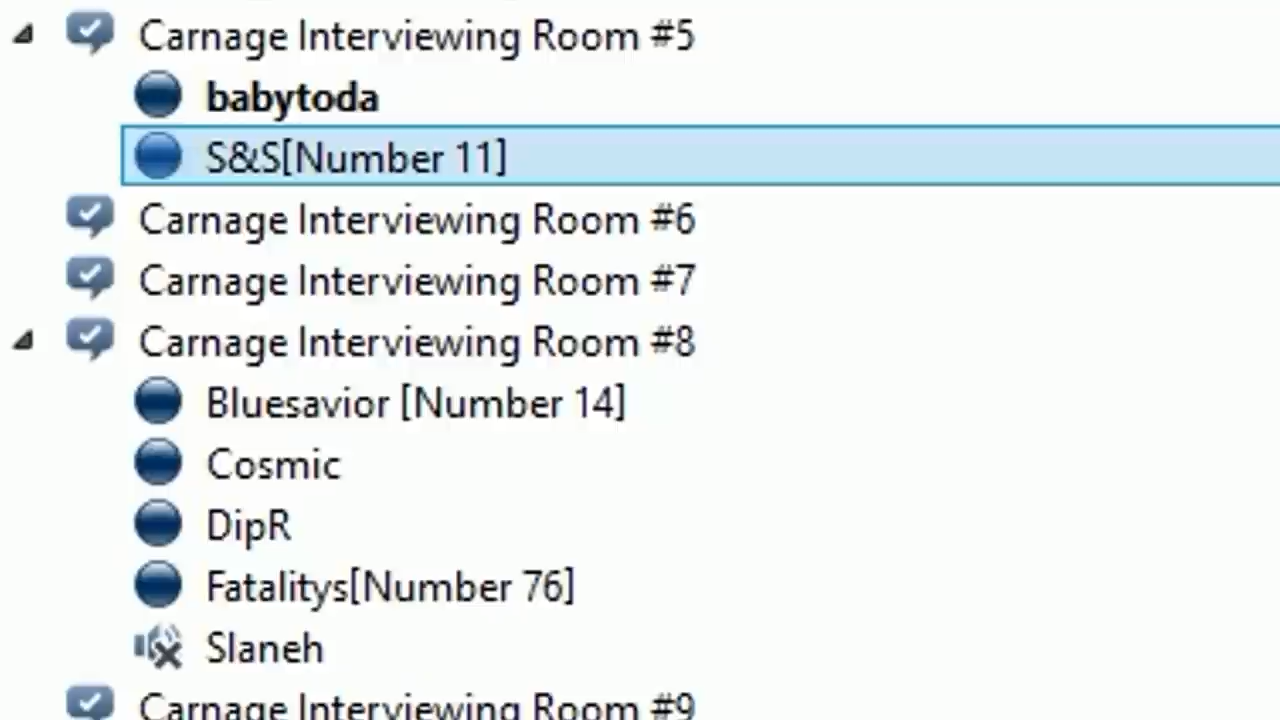 Carnage Interviewing Room #5
babytoda
S&S[Number 11]
Carnage Interviewing Room #6
Carnage Interviewing Room #7
Carnage Interviewing Room #8
Bluesavior [Number 14]
Cosmic
DipR
Fatalitys[Number 76]
Slaneh
Carnage Interviewing Room #9